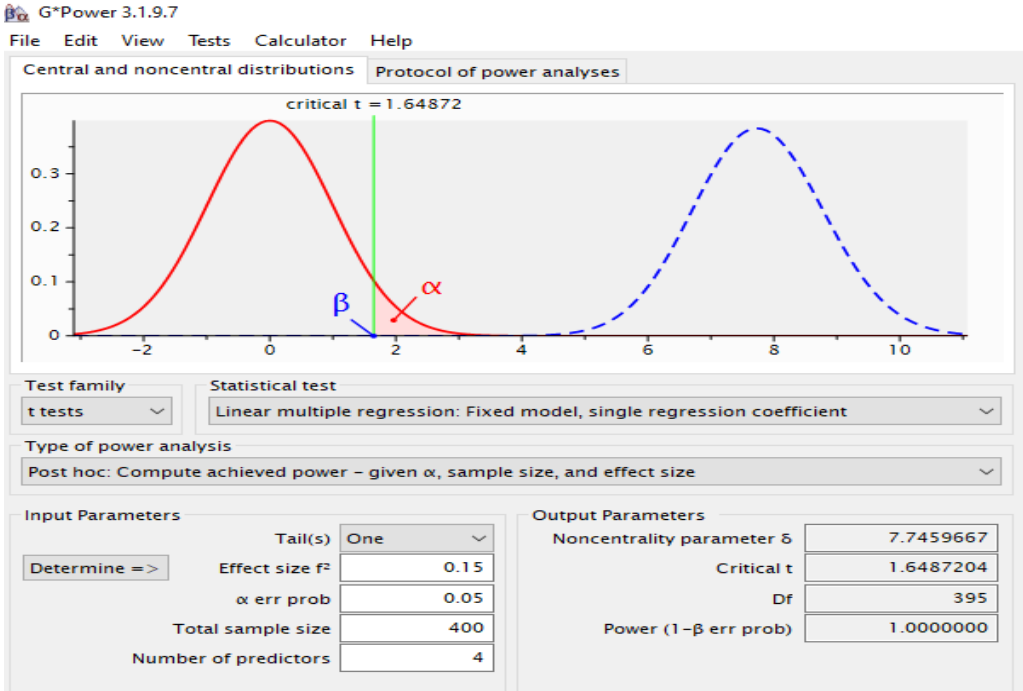 G*Power 3.1.9.7
File Edit View Tests Calculator Help
Central and noncentral distributions Protocol of power analyses
critical t = 1.64872
0.3
0.2
0.1
0
β
α
-2 0 2 4 6 8 10
Test family Statistical test
t tests Linear multiple regression: Fixed model, single regression coefficient
Type of power analysis
Post hoc: Compute achieved power – given α, sample size, and effect size
Input Parameters Output Parameters
Tail(s) One Noncentrality parameter δ 7.7459667
Determine => Effect size f² 0.15 Critical t 1.6487204
α err prob 0.05 Df 395
Total sample size 400 Power (1-β err prob) 1.0000000
Number of predictors 4